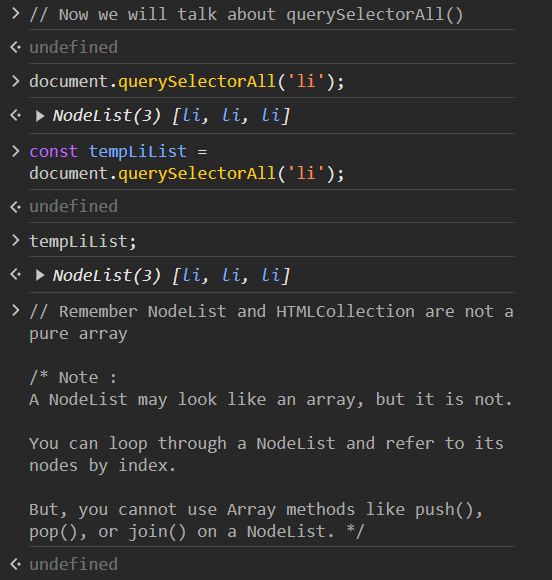 // Now we will talk about querySelectorAll()
undefined
document.querySelectorAll('li');
NodeList(3) [li, li, li]
const tempLiList =
document.querySelectorAll('li');
undefined
tempLiList;
NodeList(3) [li, li, li]
// Remember NodeList and HTMLCollection are not a
pure array
/* Note :
A NodeList may look like an array, but it is not.
You can loop through a NodeList and refer to its
nodes by index.
But, you cannot use Array methods like push(),
pop(), or join() on a NodeList. */
undefined